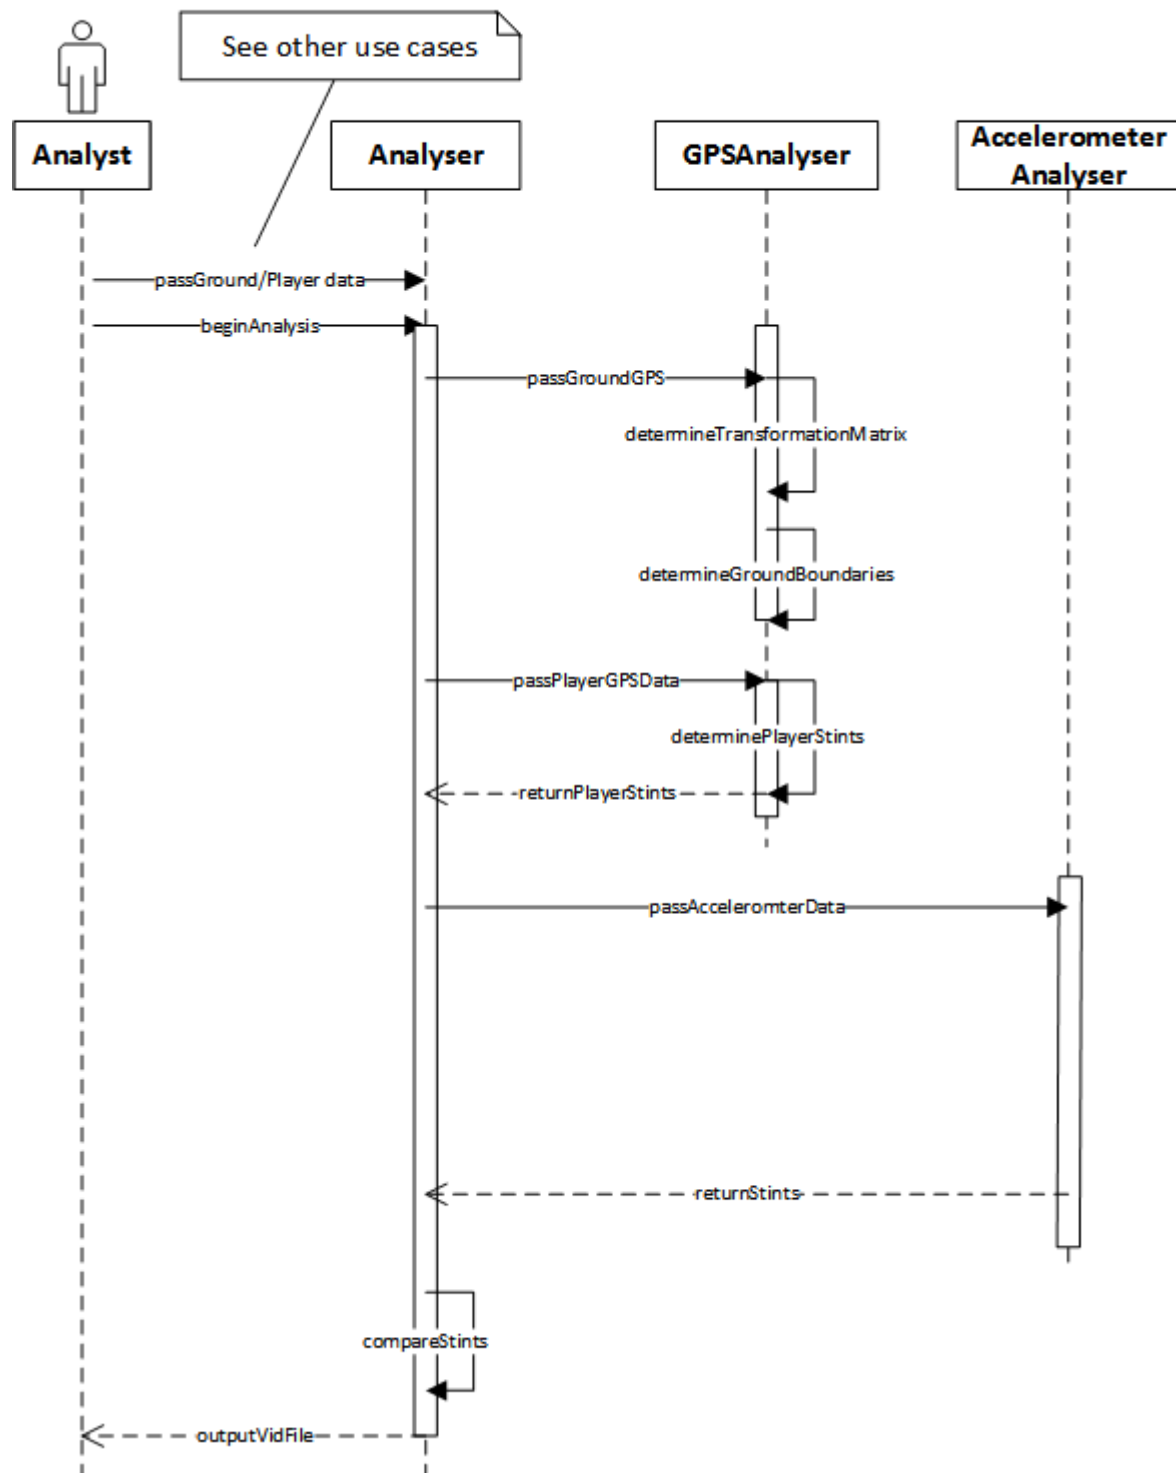 See other use cases
Analyst
Analyser
GPSAnalyser
Accelerometer
Analyser
passGround/Player data
beginAnalysis
passGroundGPS
determineTransformationMatrix
determineGroundBoundaries
passPlayerGPSData
determinePlayerStints
returnPlayerStints
passAcceleromterData
returnStints
compareStints
outputVidFile